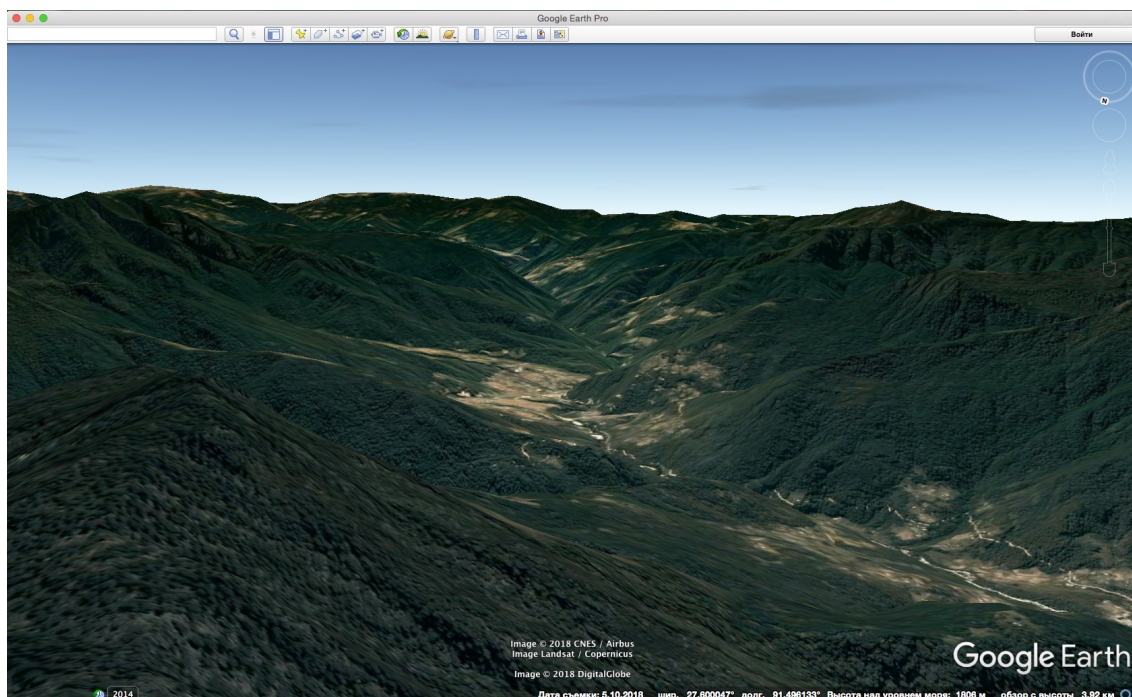 Google Earth Pro
Войти
N
Image © 2018 CNES / Airbus
Image Landsat / Copernicus
Image © 2018 DigitalGlobe
Google Earth
2014
Дата съемки: 5.10.2018 шир. 27.600047° долг. 91.496133° Высота над уровнем моря: 1806 м обзор с высоты 3.92 км